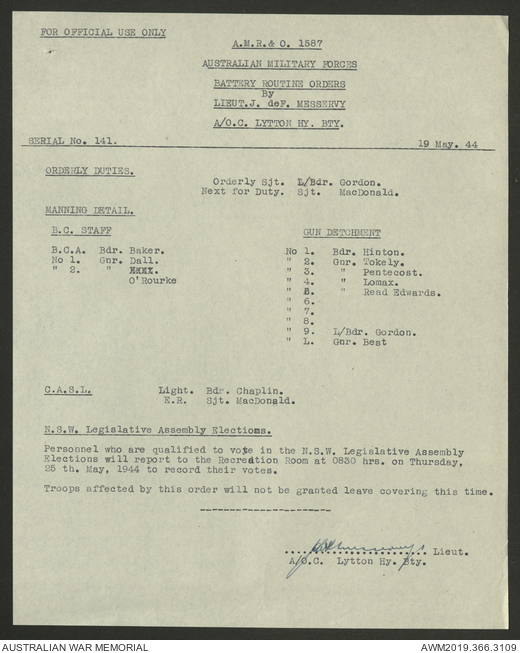 FOR OFFICIAL USE ONLY
A.M.R.& O. 1587
AUSTRALIAN MILITARY FORCES
BATTERY ROUTINE ORDERS
By
LIEUT.J. deF. MESSERVY
A/O.C. LYTTON HY. BTY.
SERIAL No. 141. 19 May. 44
ORDERLY DUTIES.
Orderly Sjt. L/Bdr. Gordon.
Next for Duty. Sjt. MacDonald.
MANNING DETAIL.
B.C. STAFF
B.C.A. Bdr. Baker.
No 1. Gnr. Dall.
" 2. "
O'Rourke
GUN DETCHMENT
No 1. Bdr. Hinton.
" 2. Gnr. Tokely.
" 3. " Pentecost.
" 4. " Lomax.
" 5. " Read Edwards.
" 6.
" 7.
" 8.
" 9. L/Bdr. Gordon.
" L. Gnr. Best
C.A.S.L. Light. Bdr. Chaplin.
E.R. Sjt. MacDonald.
N.S.W. Legislative Assembly Elections.
Personnel who are qualified to vote in the N.S.W. Legislative Assembly
Elections will report to the Recreation Room at 0830 hrs. on Thursday,
25 th. May, 1944 to record their votes.
Troops affected by this order will not be granted leave covering this time.
Lieut.
A/O.C. Lytton Hy. Bty.
AUSTRALIAN WAR MEMORIAL AWM2019.366.3109